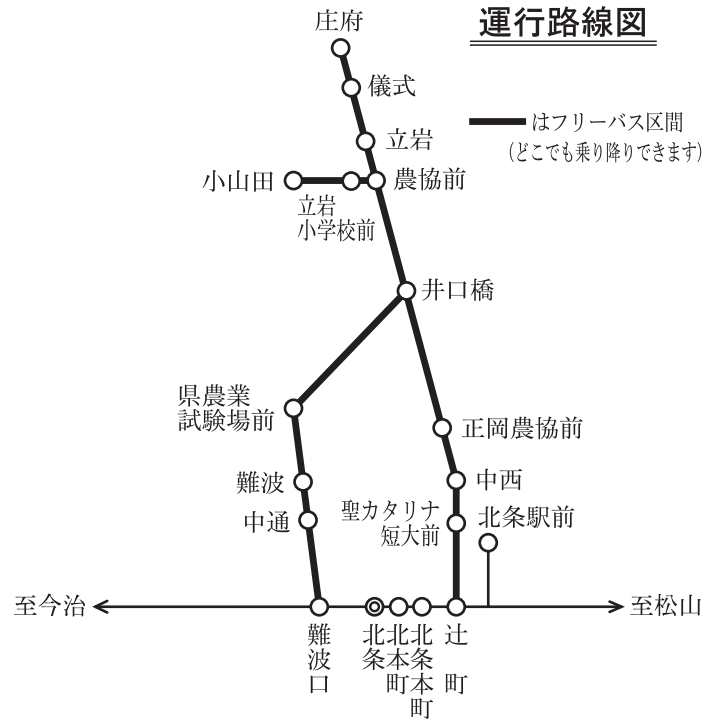 運行路線図
はフリーバス区間
(どこでも乗り降りできます)
庄府
儀式
立岩
小山田
農協前
立岩
小学校前
井口橋
県農業
試験場前
正岡農協前
難波
中西
中通
聖カタリナ
短大前
北条駅前
至今治
至松山
難波口
北条
北本町
北条本町
辻町